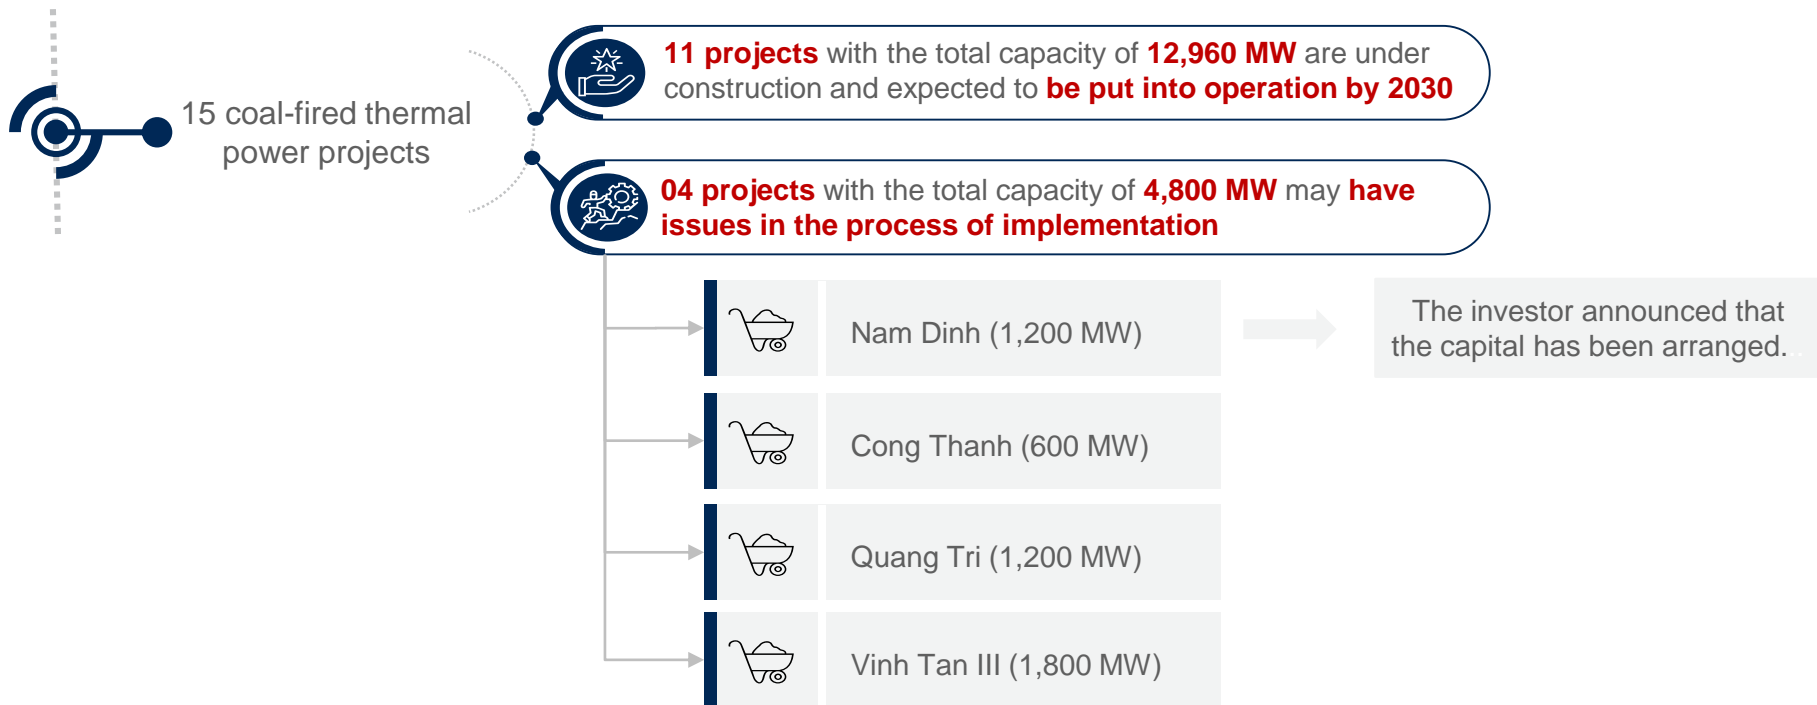 15 coal-fired thermal
power projects
11 projects with the total capacity of 12,960 MW are under
construction and expected to be put into operation by 2030
04 projects with the total capacity of 4,800 MW may have
issues in the process of implementation
Nam Dinh (1,200 MW)
The investor announced that
the capital has been arranged...
Cong Thanh (600 MW)
Quang Tri (1,200 MW)
Vinh Tan III (1,800 MW)